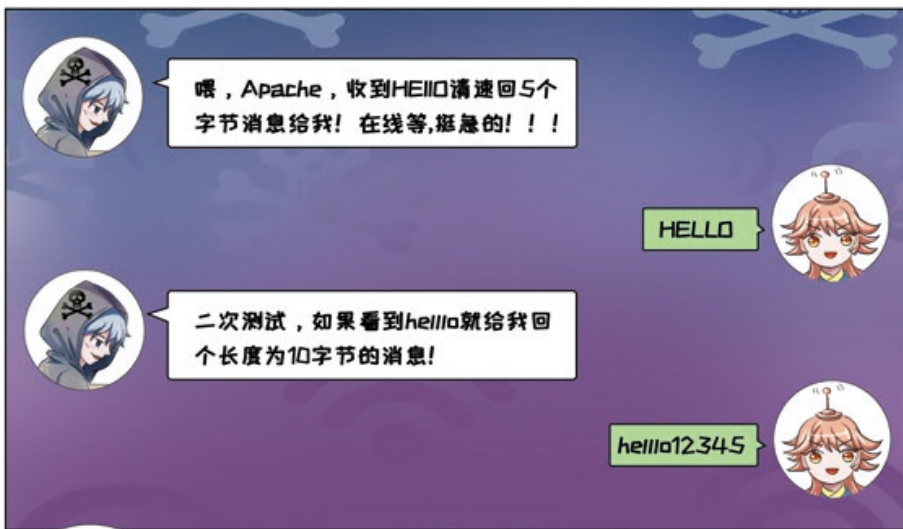 喂，Apache，收到HEllO请速回5个
字节消息给我！在线等,挺急的！！！
HELLO
二次测试，如果看到helllo就给我回
个长度为10字节的消息！
helllo12345